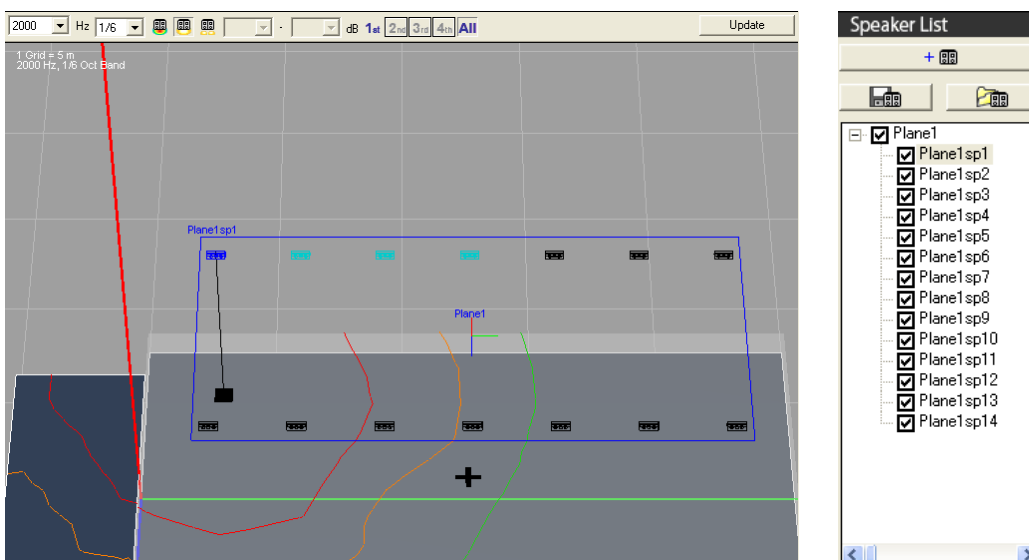 2000 Hz 1/6 - dB 1st 2nd 3rd 4th All Update
1 Grid = 5 m
2000 Hz, 1/6 Oct Band
Plane1sp1
Plane1
Speaker List
+
Plane1
Plane1sp1
Plane1sp2
Plane1sp3
Plane1sp4
Plane1sp5
Plane1sp6
Plane1sp7
Plane1sp8
Plane1sp9
Plane1sp10
Plane1sp11
Plane1sp12
Plane1sp13
Plane1sp14